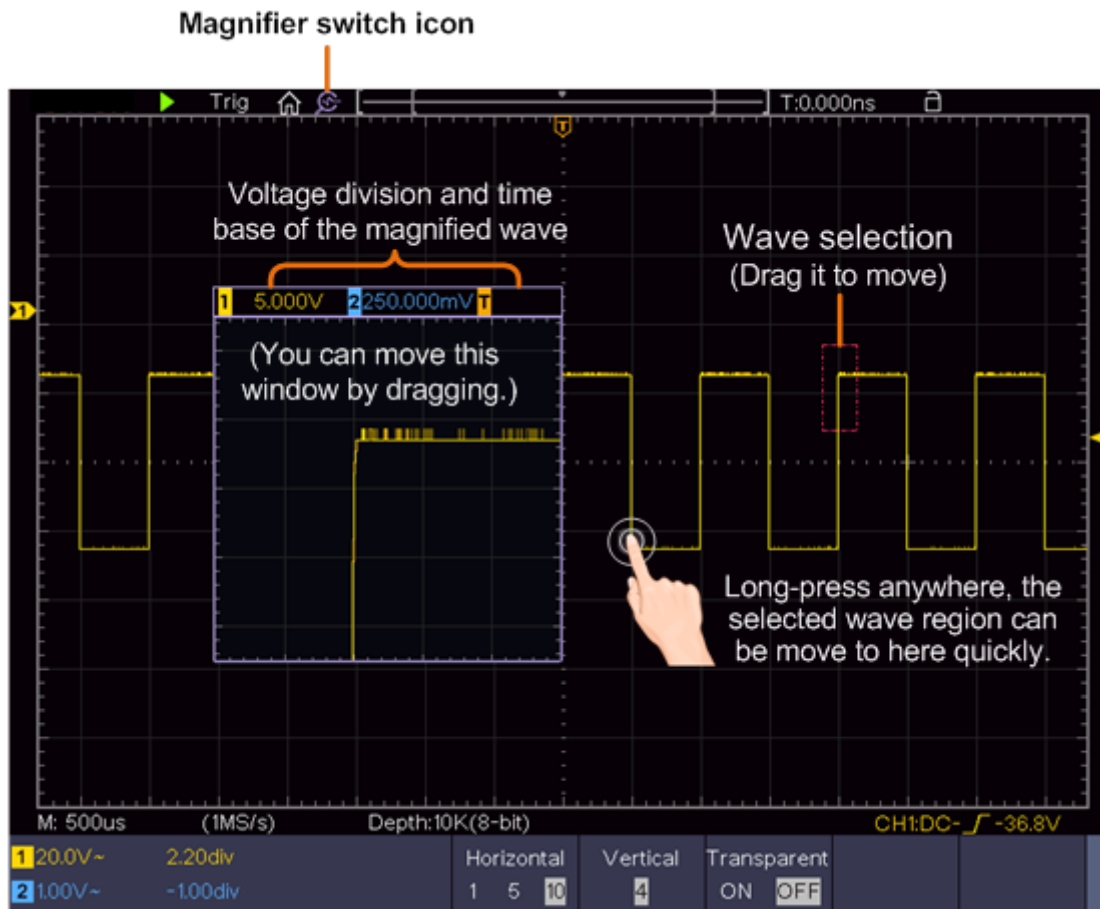 Magnifier switch icon
Trig T:0.000ns
T
Voltage division and time
base of the magnified wave
Wave selection
(Drag it to move)
1 5.000V 2 250.000mV T
1
(You can move this
window by dragging.)
Long-press anywhere, the
selected wave region can
be move to here quickly.
M: 500us (1MS/s) Depth:10K(8-bit) CH1:DC- -36.8V
1 20.0V~ 2.20div Horizontal Vertical Transparent
2 1.00V~ -1.00div 1 5 10 4 ON OFF